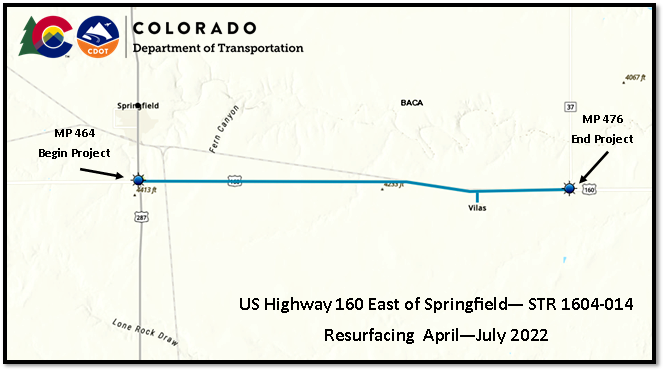 COLORADO
Department of Transportation
CDOT
TM
4067 ft
Springfield
BACA
37
Fern Canyon
MP 464
Begin Project
MP 476
End Project
4413 ft
4255 ft
160
287
Vilas
Lone Rock Draw
US Highway 160 East of Springfield— STR 1604-014
Resurfacing April—July 2022